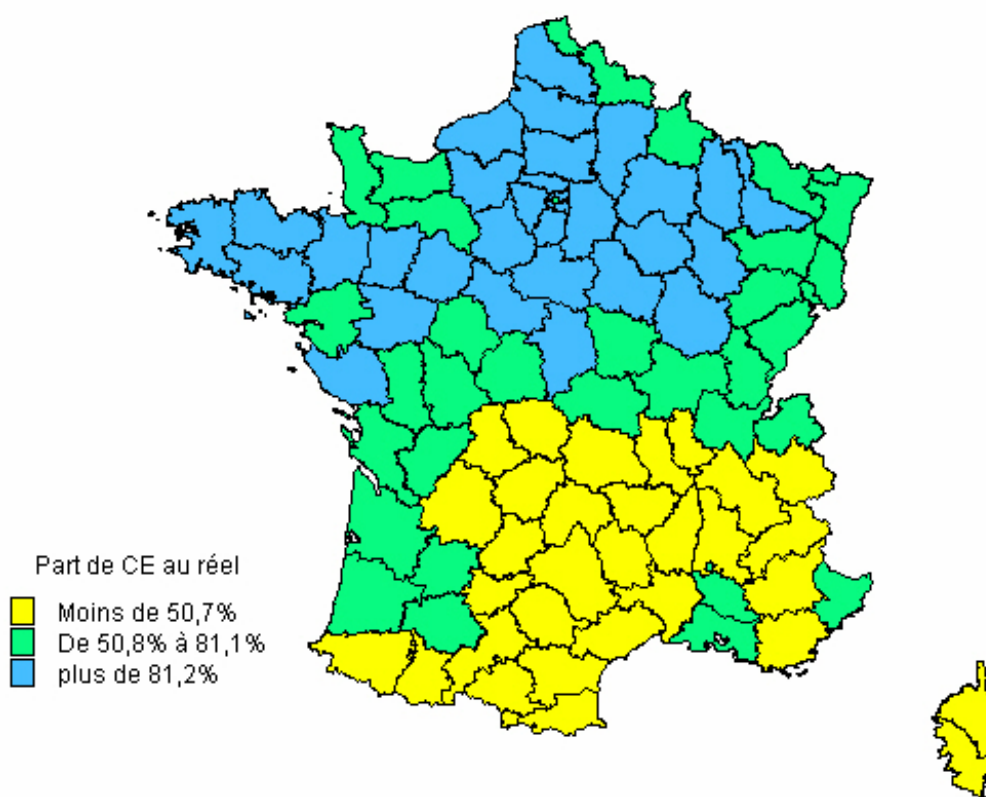 Part de CE au réel
Moins de 50,7%
De 50,8% à 81,1%
plus de 81,2%